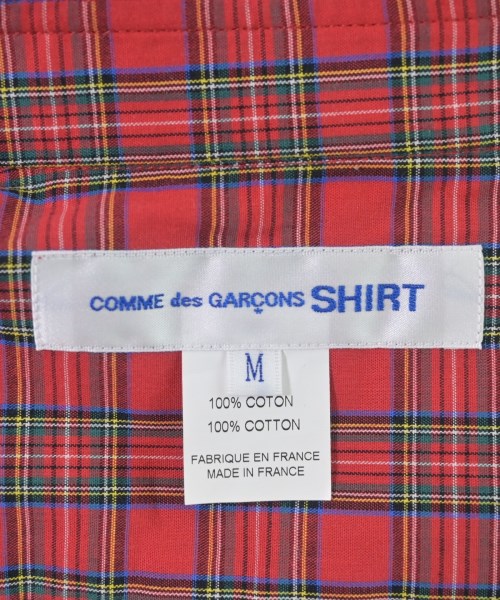 COMME des GARÇONS SHIRT
M
100% COTON
100% COTTON
FABRIQUE EN FRANCE
MADE IN FRANCE